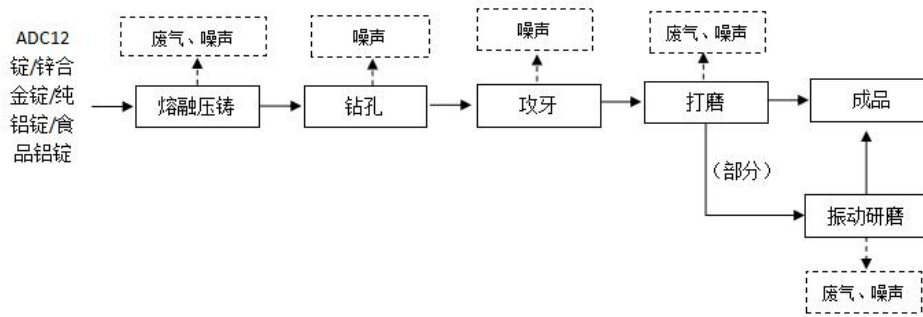 ADC12
锭/锌合
金锭/纯
铝锭/食
品铝锭
废气、噪声
噪声
噪声
废气、噪声
熔融压铸
钻孔
攻牙
打磨
成品
（部分）
振动研磨
废气、噪声